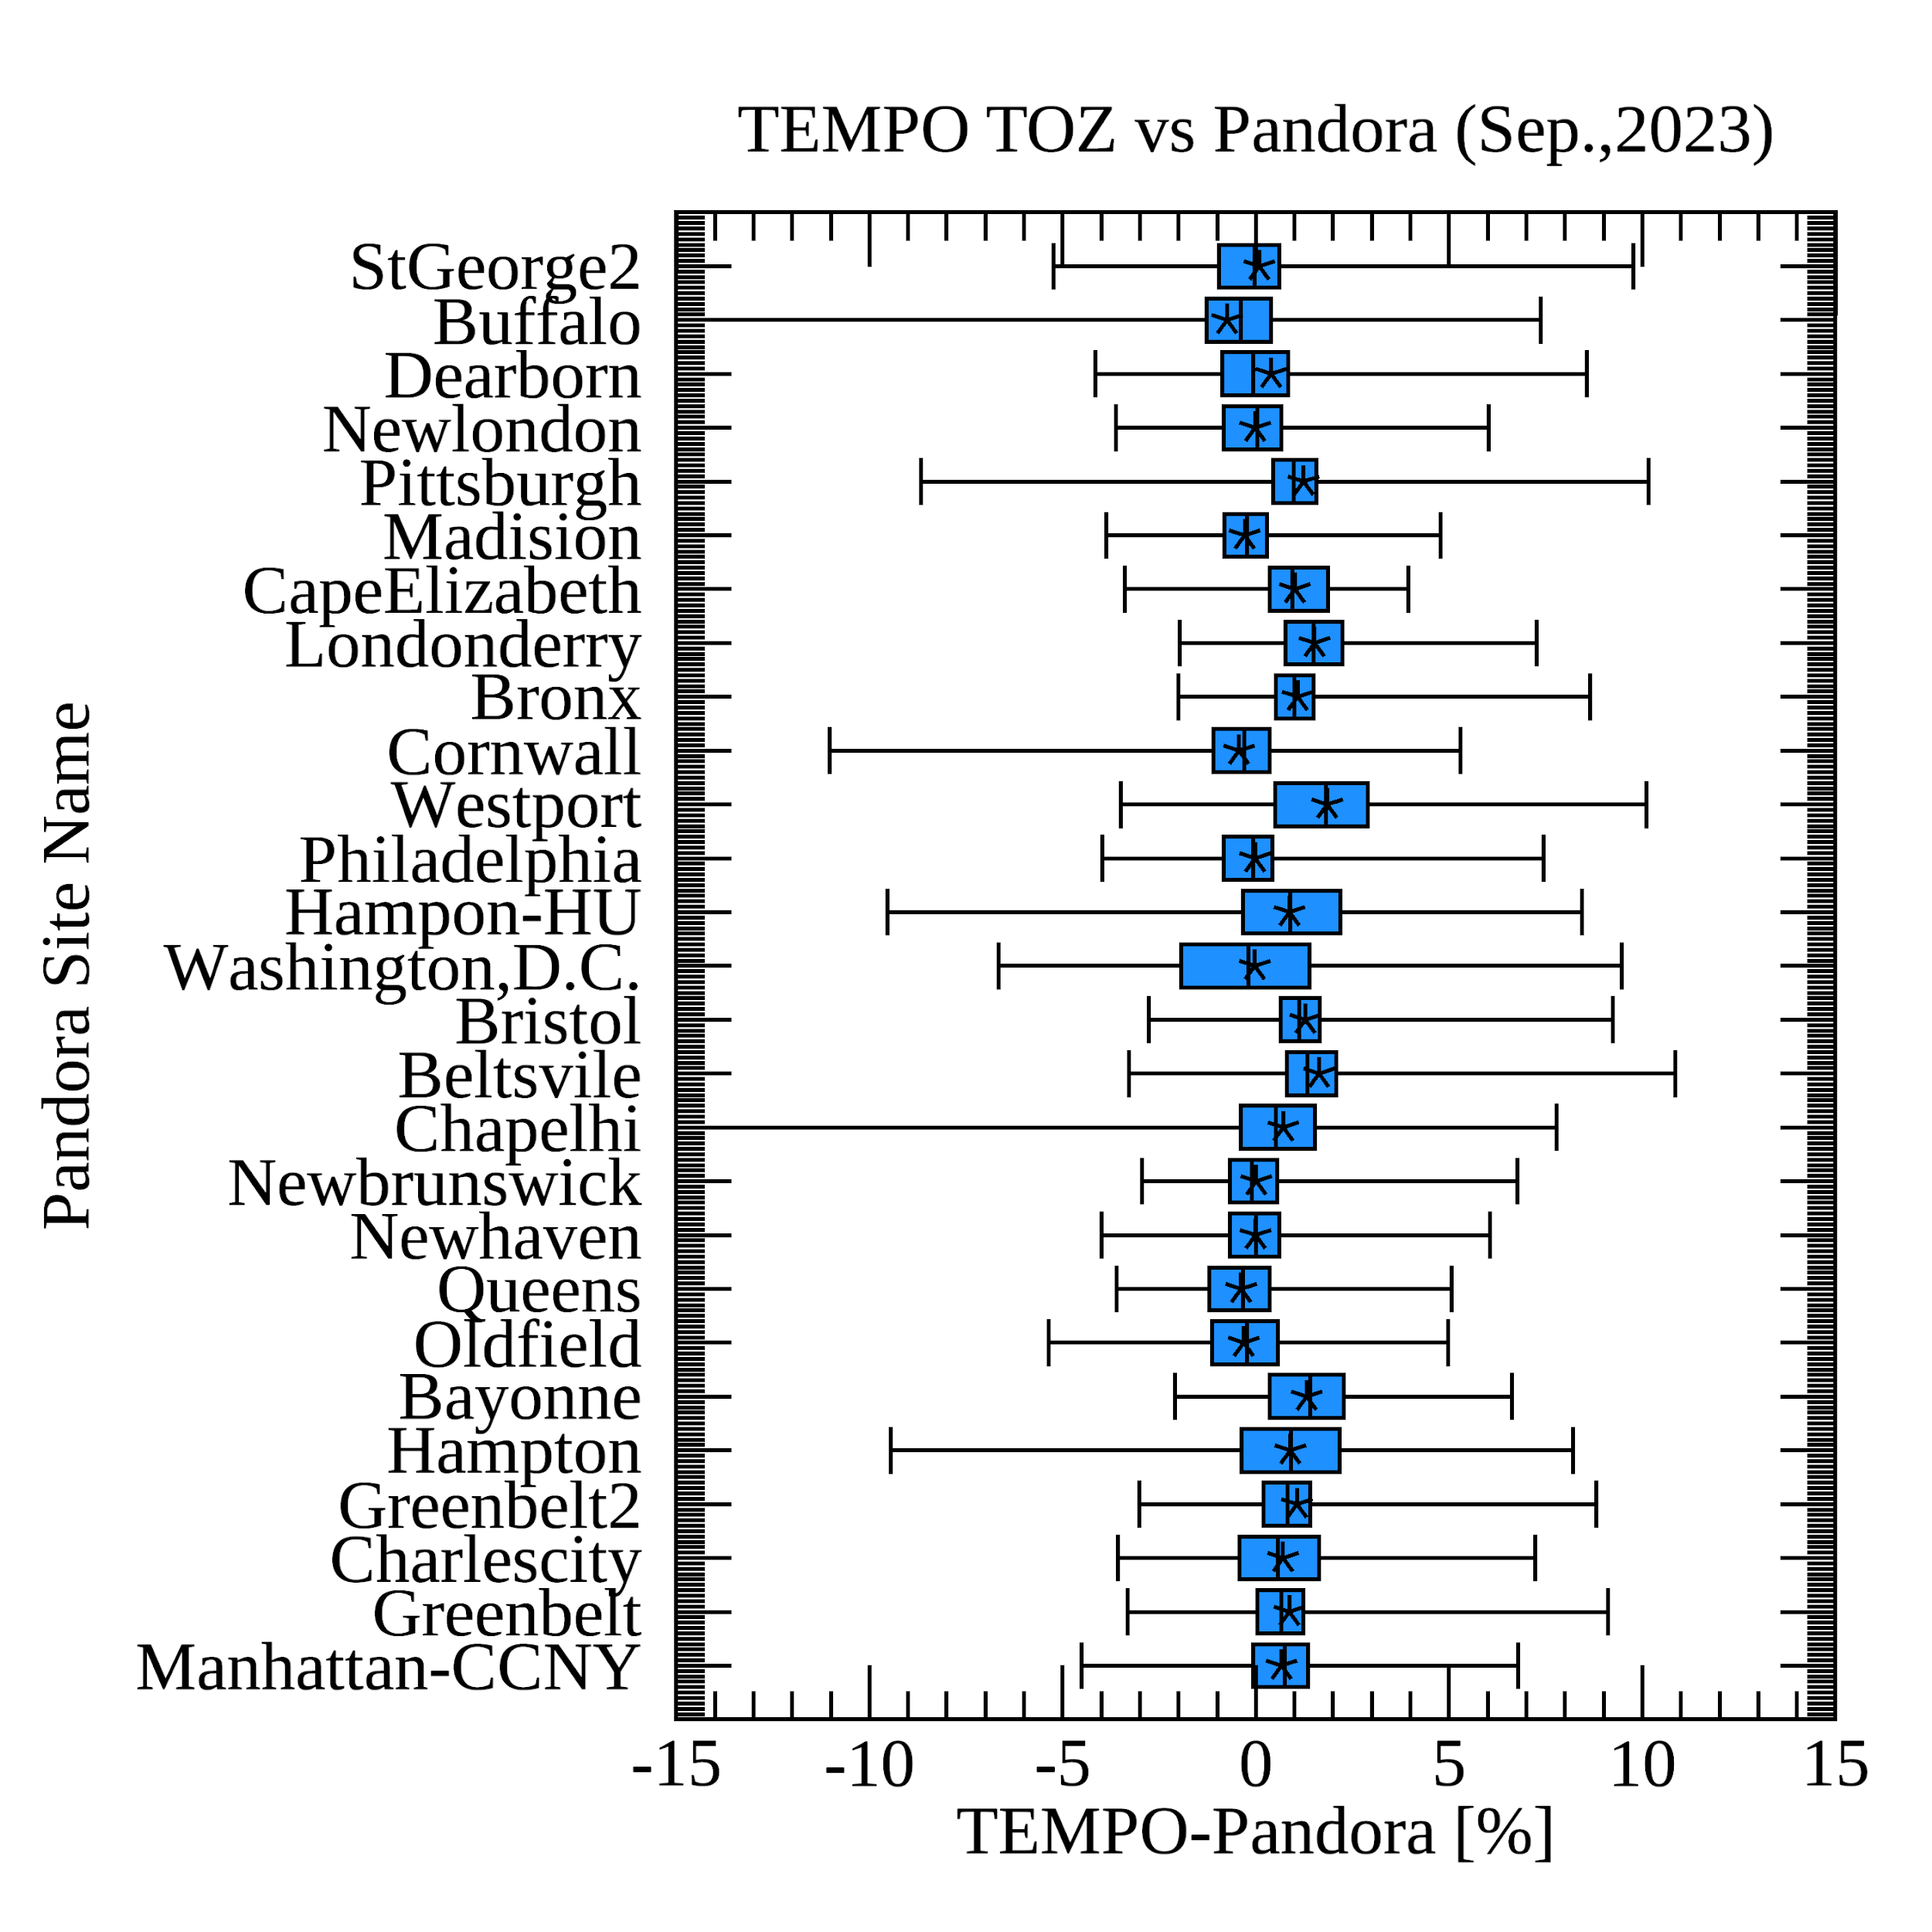 TEMPO TOZ vs Pandora (Sep.,2023)
Pandora Site Name
StGeorge2
Buffalo
Dearborn
Newlondon
Pittsburgh
Madision
CapeElizabeth
Londonderry
Bronx
Cornwall
Westport
Philadelphia
Hampon-HU
Washington,D.C.
Bristol
Beltsvile
Chapelhi
Newbrunswick
Newhaven
Queens
Oldfield
Bayonne
Hampton
Greenbelt2
Charlescity
Greenbelt
Manhattan-CCNY
-15 -10 -5 0 5 10 15
TEMPO-Pandora [%]